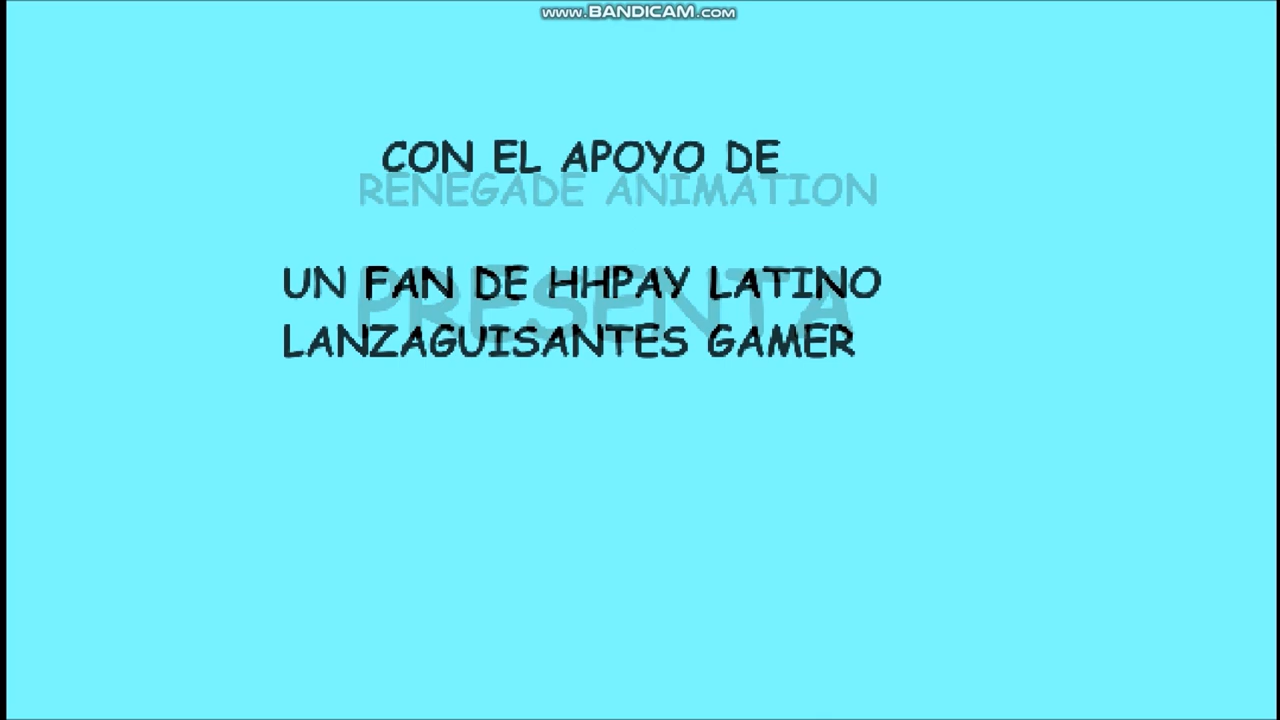 www.BANDICAM.com
CON EL APOYO DE
RENEGADE ANIMATION
UN FAN DE HHPAY LATINO
PRESENTA
LANZAGUISANTES GAMER